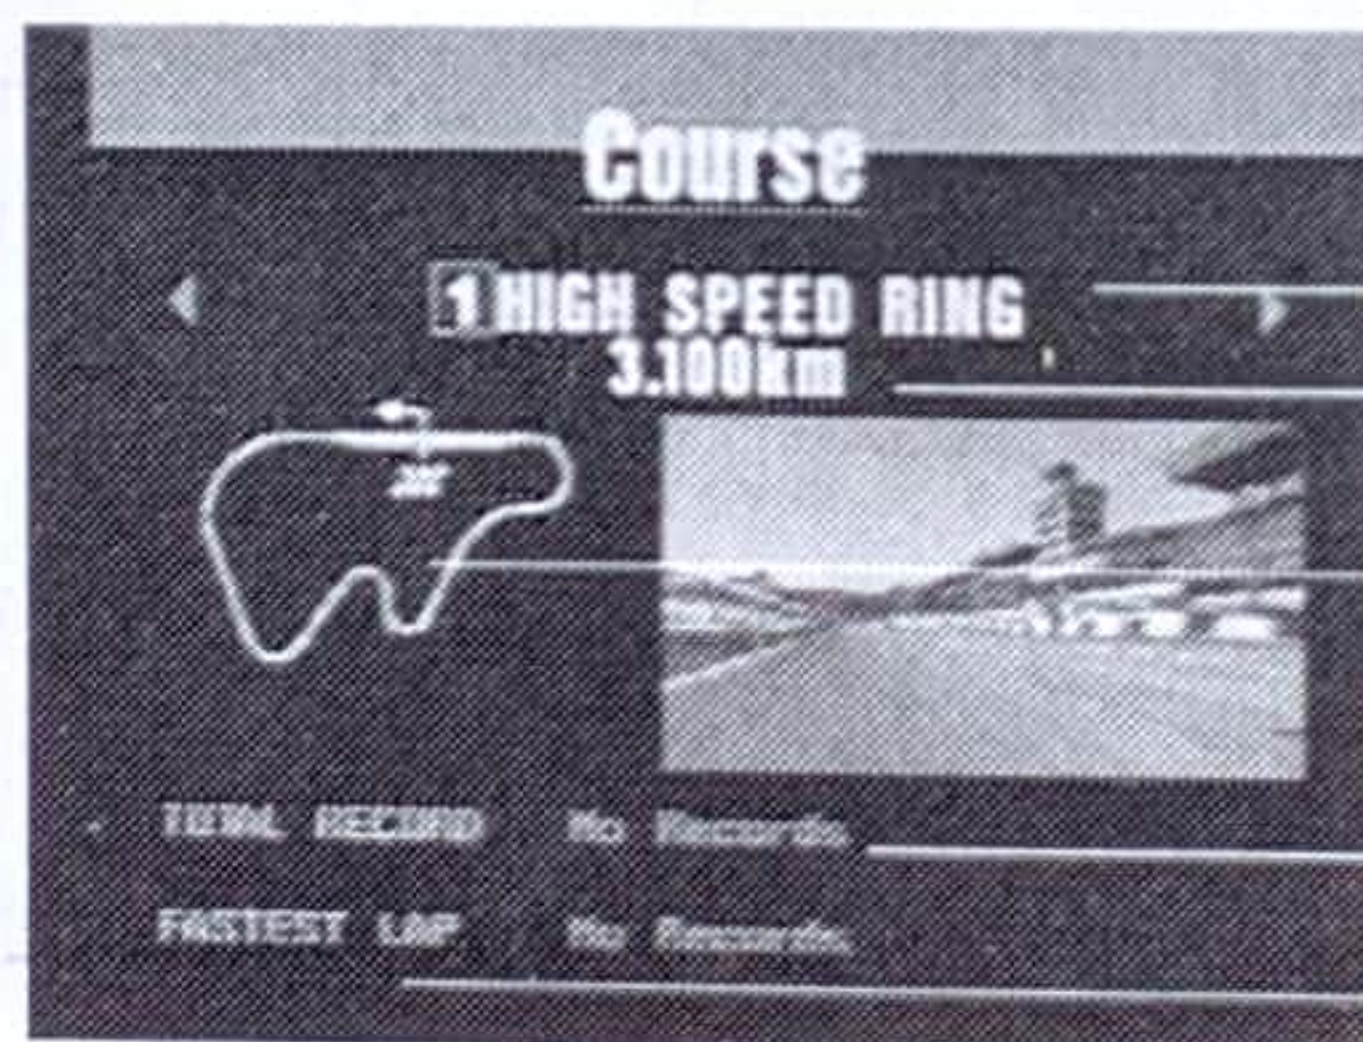 Course
1 HIGH SPEED RING
3.100km
TOTAL RECORD No Records.
FASTEST LAP No Records.